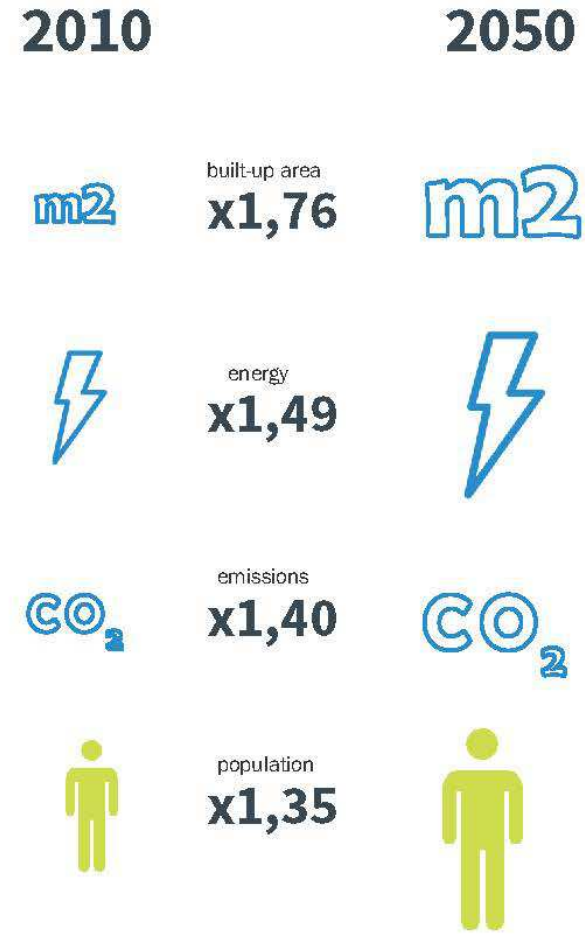 2010 2050
built-up area
m2 x1,76 m2
energy
x1,49
emissions
CO2 x1,40 CO2
population
x1,35